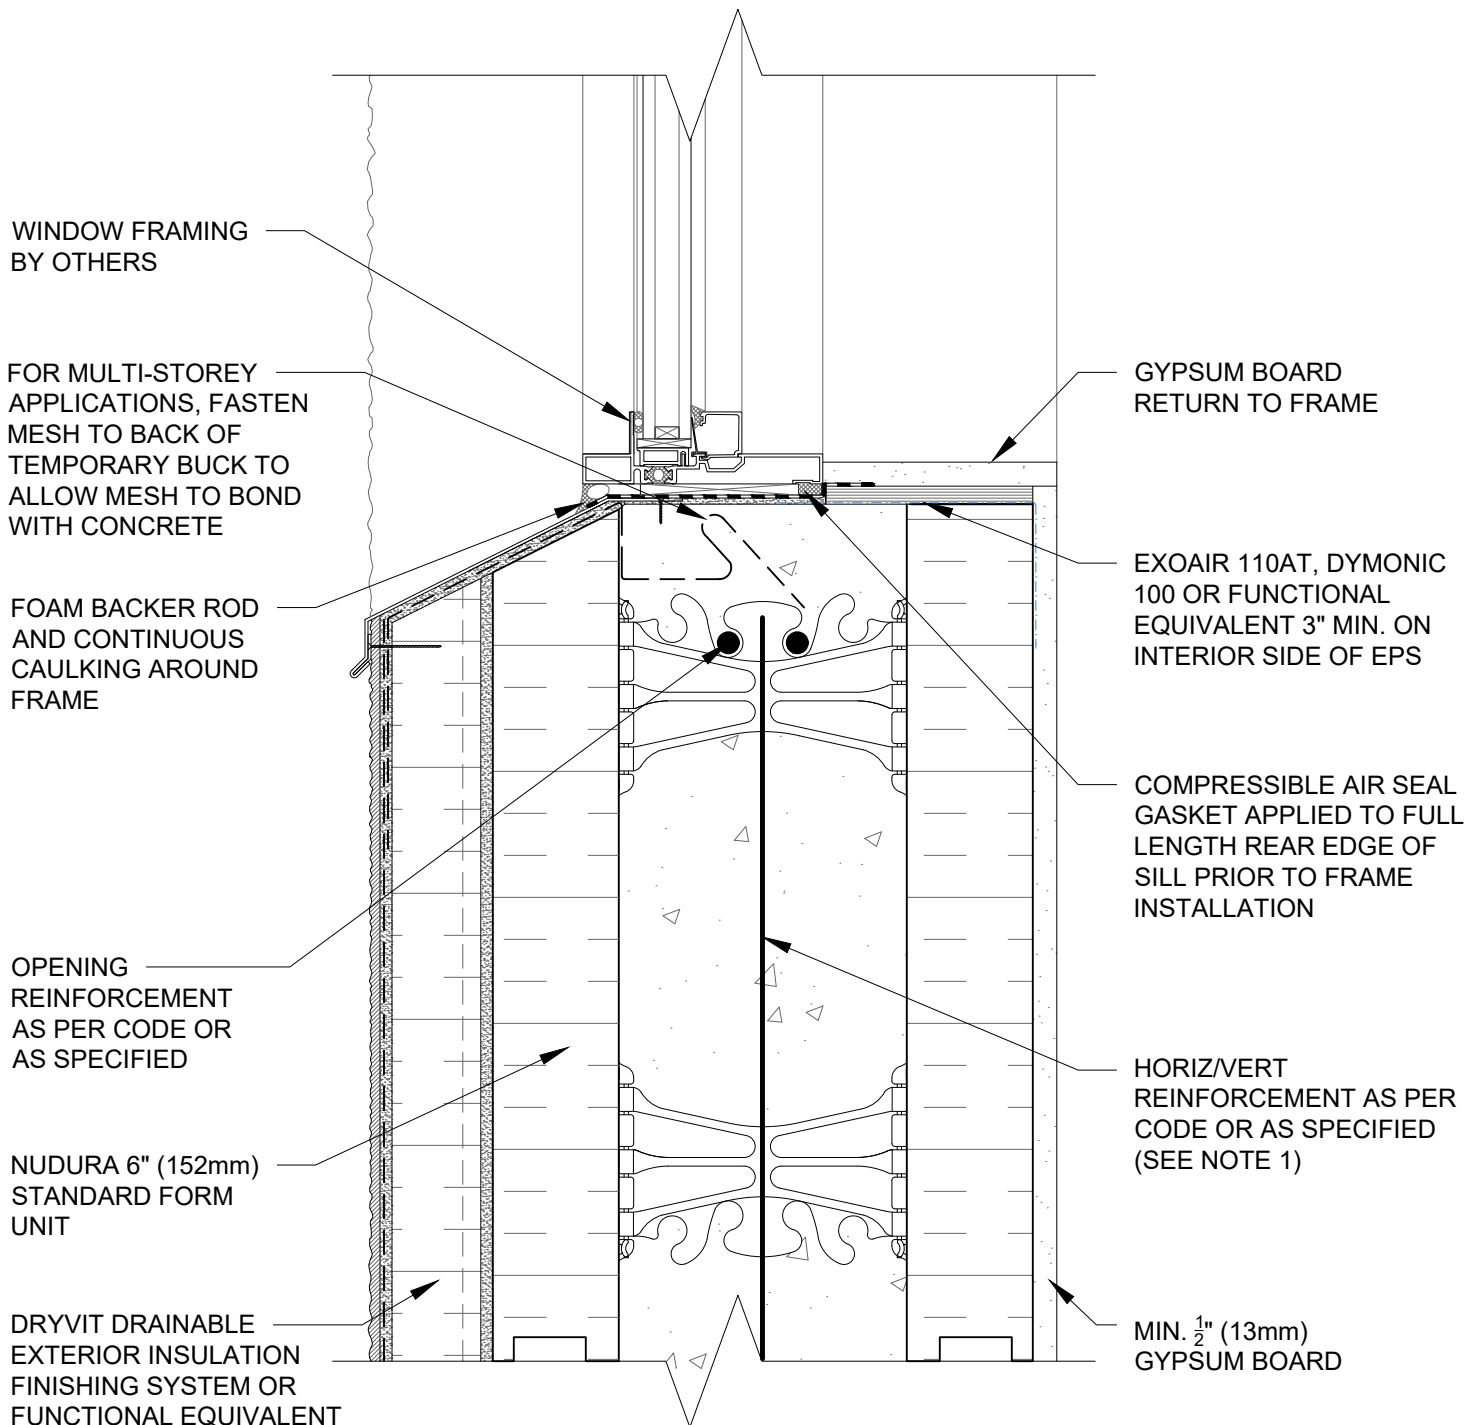 WINDOW FRAMING
BY OTHERS
FOR MULTI-STOREY
APPLICATIONS, FASTEN
MESH TO BACK OF
TEMPORARY BUCK TO
ALLOW MESH TO BOND
WITH CONCRETE
FOAM BACKER ROD
AND CONTINUOUS
CAULKING AROUND
FRAME
OPENING
REINFORCEMENT
AS PER CODE OR
AS SPECIFIED
NUDURA 6" (152mm)
STANDARD FORM
UNIT
DRYVIT DRAINABLE
EXTERIOR INSULATION
FINISHING SYSTEM OR
FUNCTIONAL EQUIVALENT
GYPSUM BOARD
RETURN TO FRAME
EXOAIR 110AT, DYMONIC
100 OR FUNCTIONAL
EQUIVALENT 3" MIN. ON
INTERIOR SIDE OF EPS
COMPRESSIBLE AIR SEAL
GASKET APPLIED TO FULL
LENGTH REAR EDGE OF
SILL PRIOR TO FRAME
INSTALLATION
HORIZ/VERT
REINFORCEMENT AS PER
CODE OR AS SPECIFIED
(SEE NOTE 1)
MIN. 1/2" (13mm)
GYPSUM BOARD